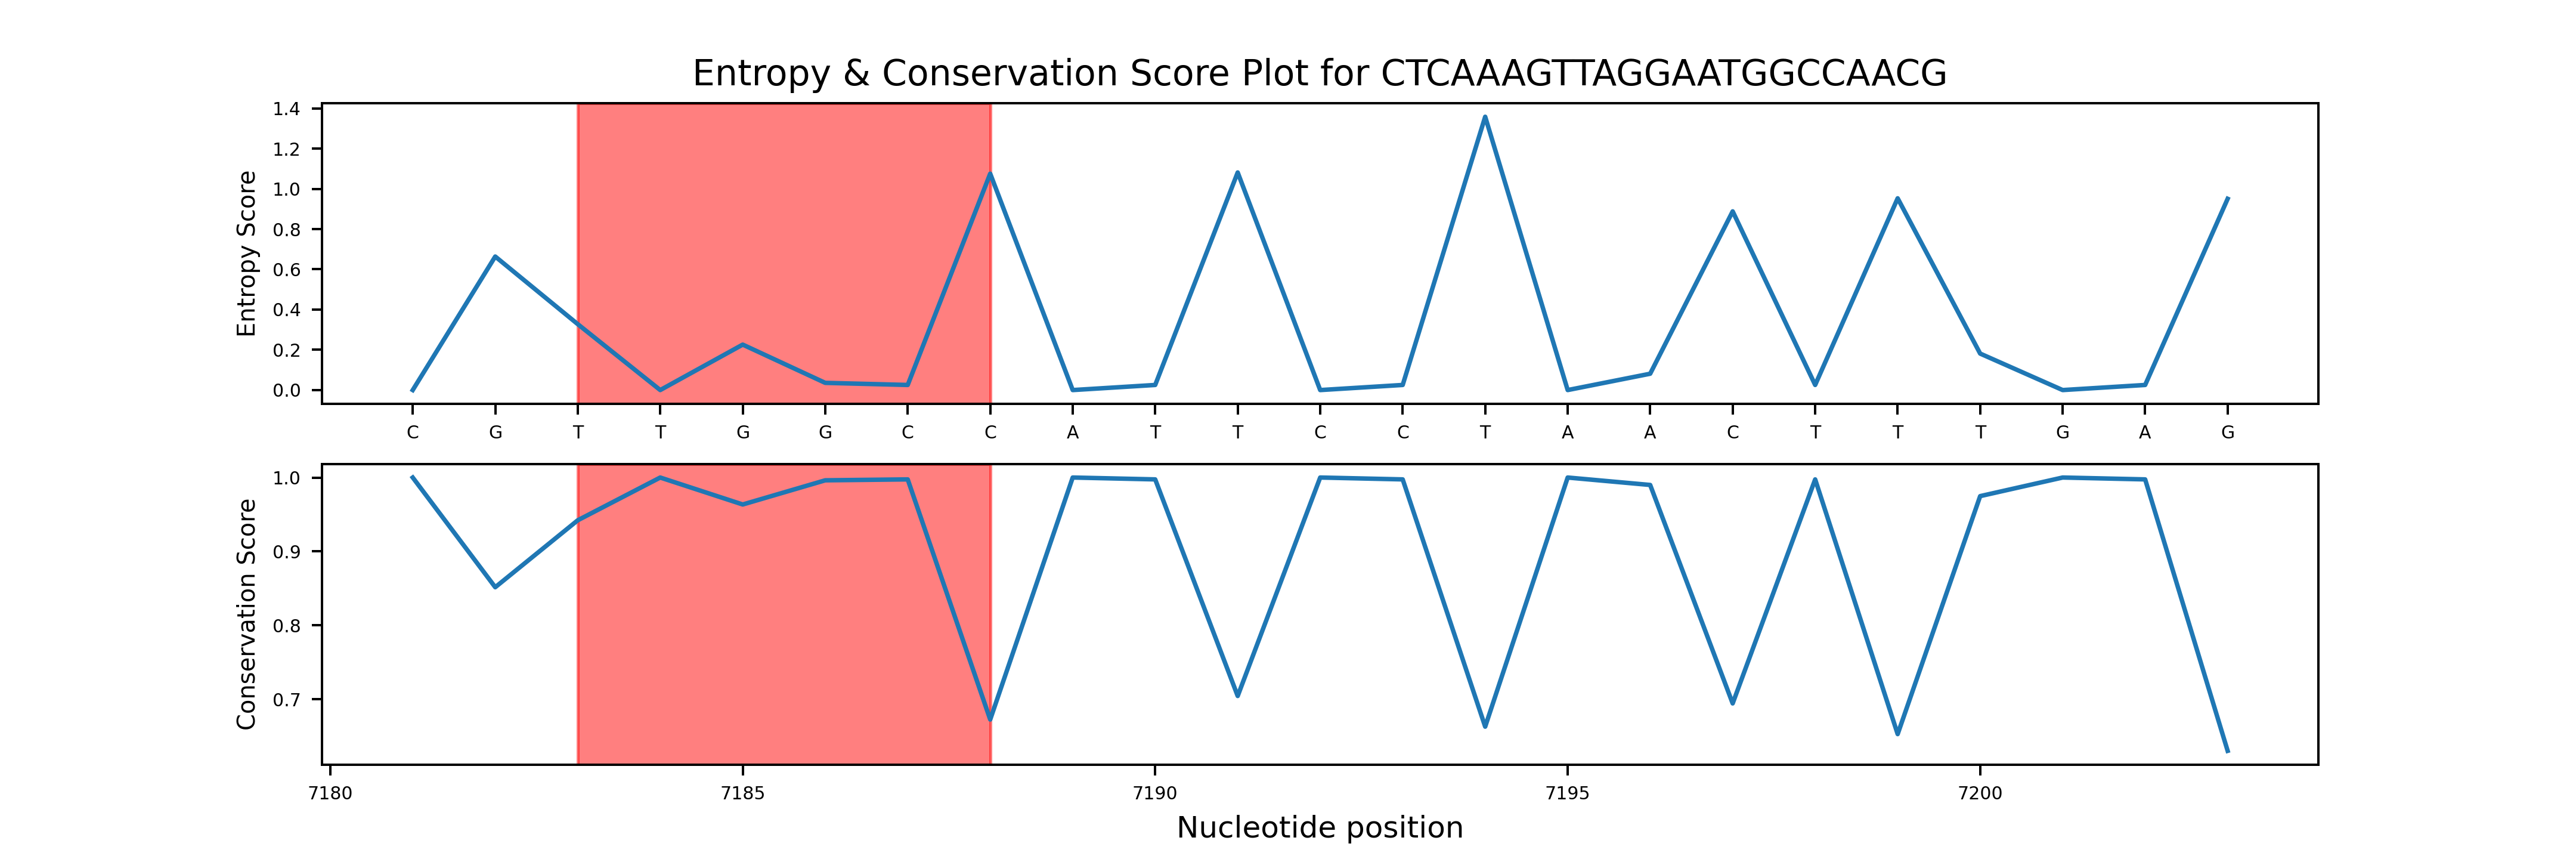 Entropy & Conservation Score Plot for CTCAAAGTTAGGAATGGCCAACG
1.4
1.2
1.0
0.8
0.6
0.4
0.2
0.0
Entropy Score
C G T T G G C C A T T C C T A A C T T T G A G
1.0
0.9
0.8
0.7
Conservation Score
7180 7185 7190 7195 7200
Nucleotide position